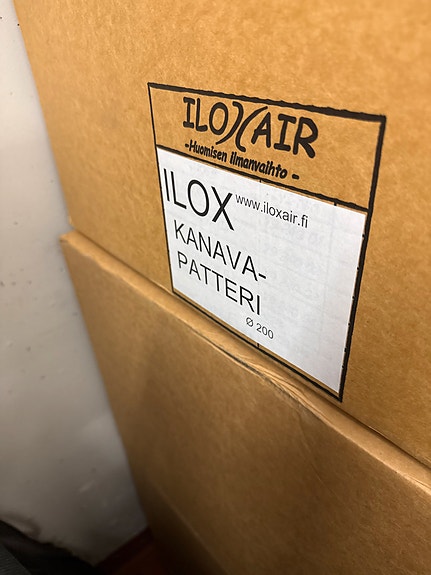 ILOXAIR
-Huomisen ilmanvaihto-
ILOX www.iloxair.fi
KANAVA-
PATTERI
Ø 200